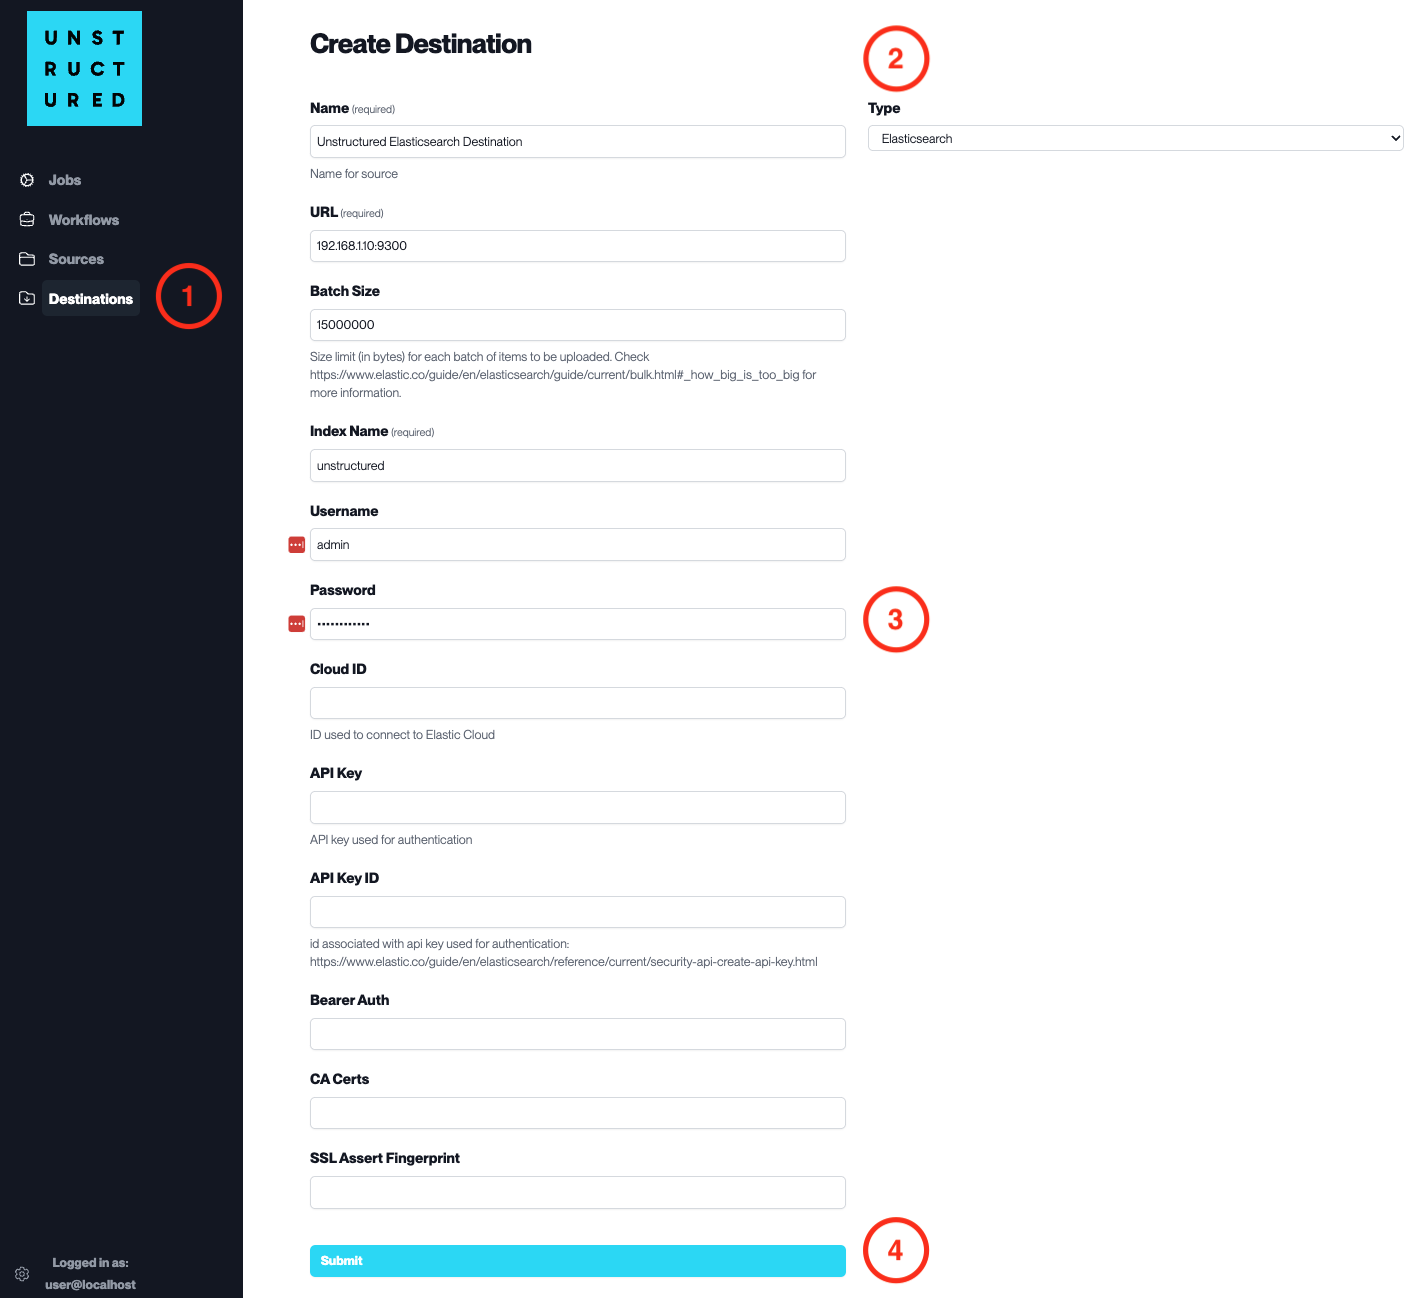 UNST
RUCT
URED
Jobs
Workflows
Sources
Destinations
1
Logged in as:
user@localhost
Create Destination
2
Name (required)
Unstructured Elasticsearch Destination
Name for source
Type
Elasticsearch
URL (required)
192.168.1.10:9300
Batch Size
15000000
Size limit (in bytes) for each batch of items to be uploaded. Check
https://www.elastic.co/guide/en/elasticsearch/guide/current/bulk.html#_how_big_is_too_big for
more information.
Index Name (required)
unstructured
Username
admin
Password
••••••••••••
3
Cloud ID
ID used to connect to Elastic Cloud
API Key
API key used for authentication
API Key ID
id associated with api key used for authentication:
https://www.elastic.co/guide/en/elasticsearch/reference/current/security-api-create-api-key.html
Bearer Auth
CA Certs
SSL Assert Fingerprint
Submit
4